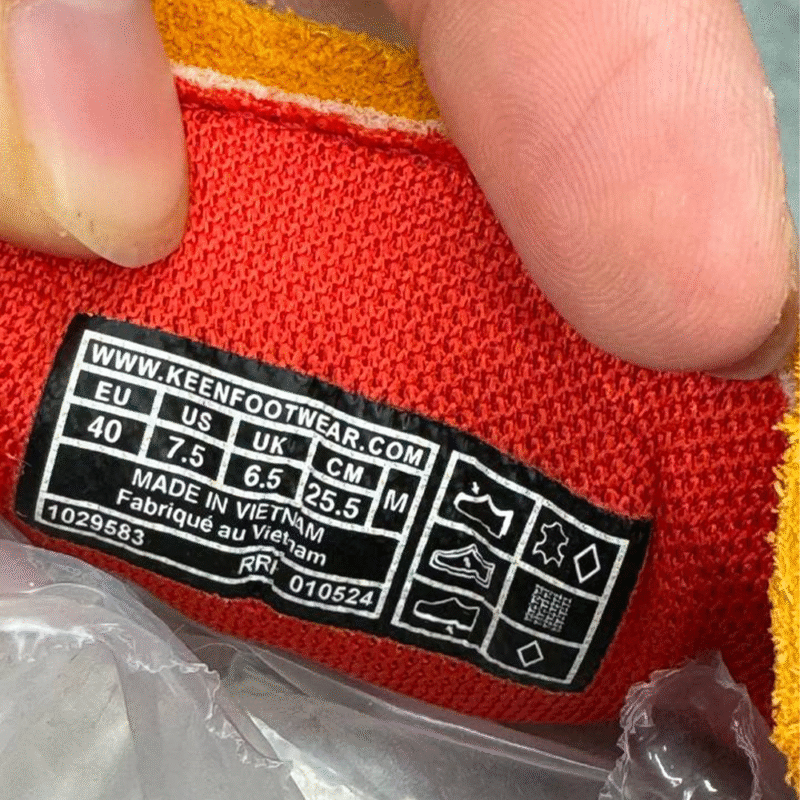 WWW.KEENFOOTWEAR.COM
EU US UK CM M
40 7.5 6.5 25.5
MADE IN VIETNAM
Fabriqué au Vietnam
1029583 RRI 010524